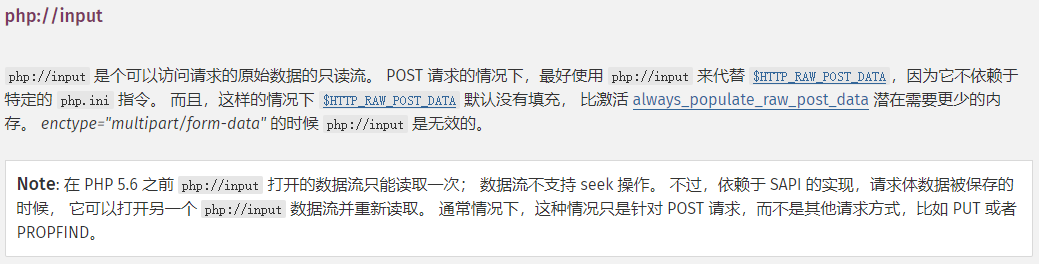 php://input
php://input 是个可以访问请求的原始数据的只读流。 POST 请求的情况下，最好使用 php://input 来代替 $HTTP_RAW_POST_DATA，因为它不依赖于
特定的 php.ini 指令。 而且，这样的情况下 $HTTP_RAW_POST_DATA 默认没有填充， 比激活 always_populate_raw_post_data 潜在需要更少的内
存。 enctype="multipart/form-data" 的时候 php://input 是无效的。
Note: 在 PHP 5.6 之前 php://input 打开的数据流只能读取一次； 数据流不支持 seek 操作。 不过，依赖于 SAPI 的实现，请求体数据被保存的
时候， 它可以打开另一个 php://input 数据流并重新读取。 通常情况下，这种情况只是针对 POST 请求，而不是其他请求方式，比如 PUT 或者
PROPFIND。